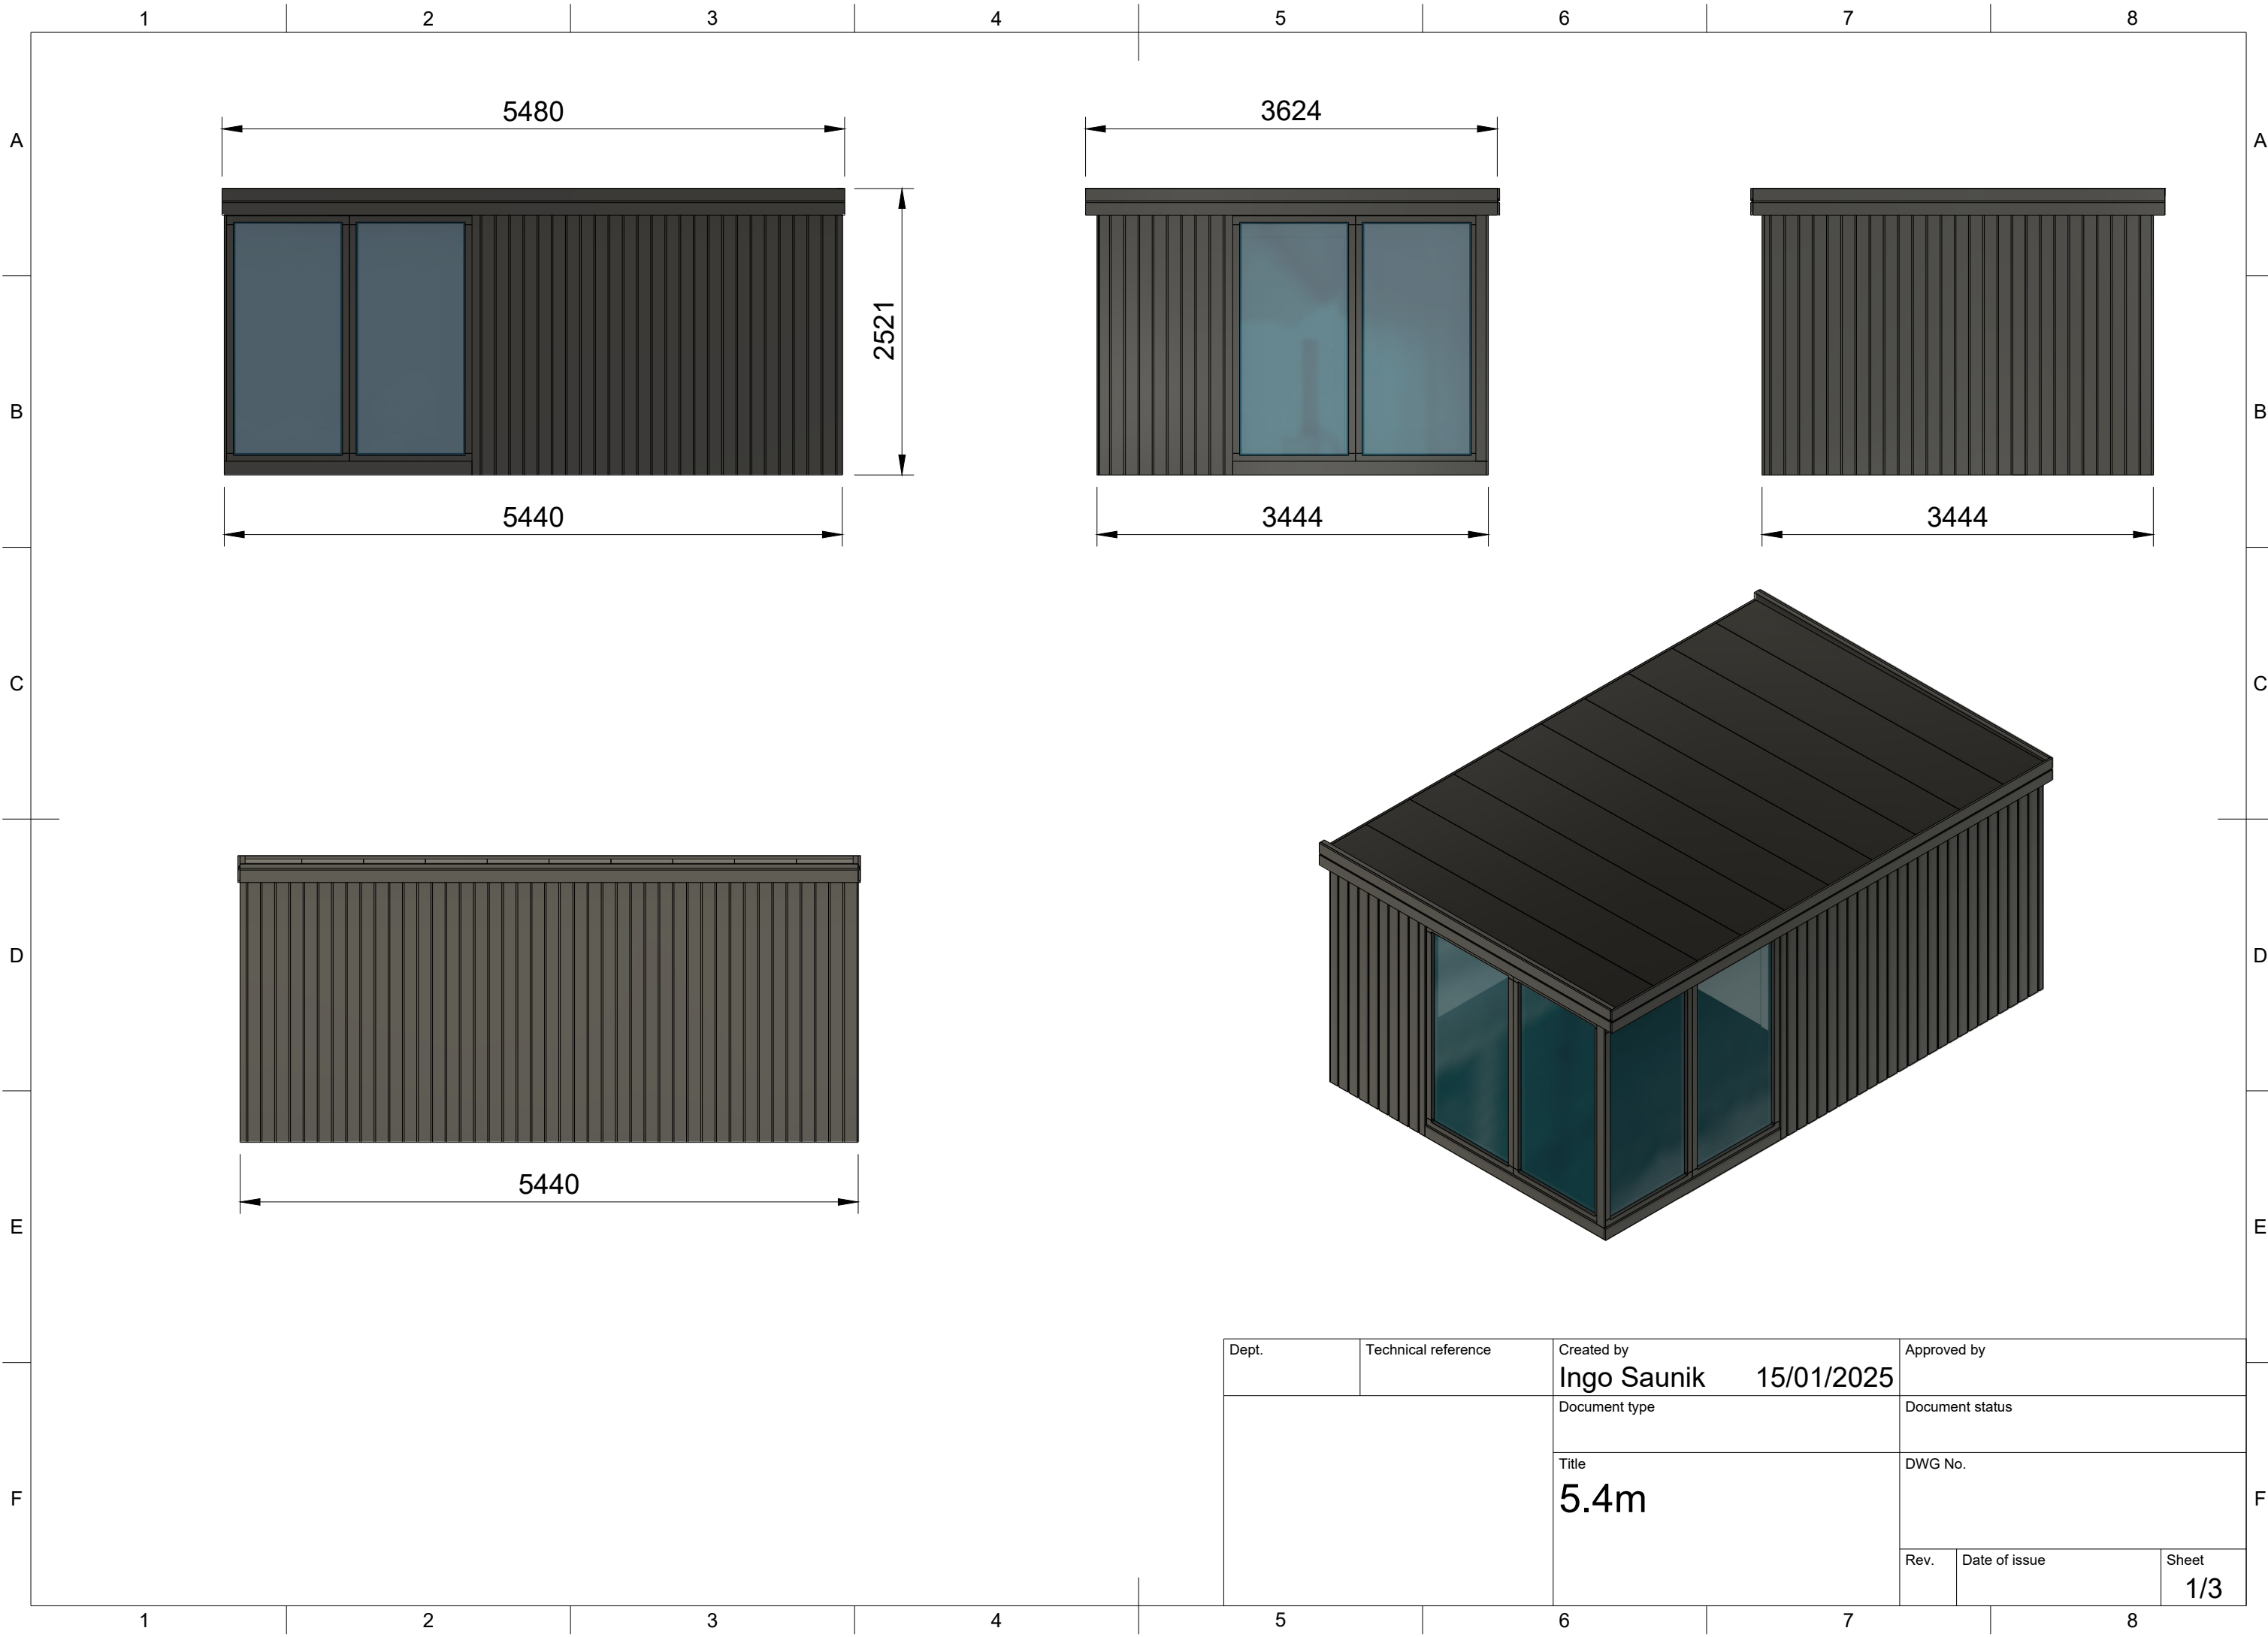 1 2 3 4 5 6 7 8
A A
5480 3624
2521
B B
5440 3444 3444
C C
D D
5440
E E
Dept. Technical reference Created by Approved by
Ingo Saunik 15/01/2025
Document type Document status
Title DWG No.
5.4m
F F
Rev. Date of issue Sheet
1/3
1 2 3 4 5 6 7 8